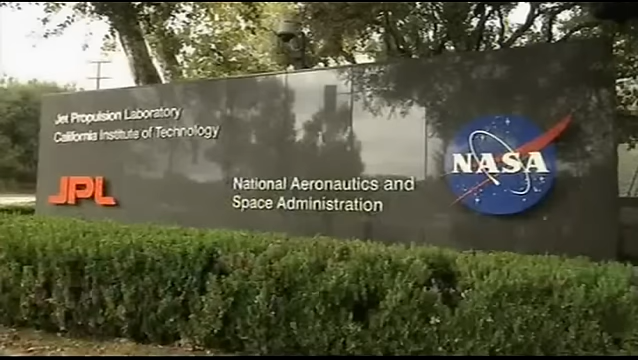 Jet Propulsion Laboratory
California Institute of Technology
JPL
National Aeronautics and
Space Administration
NASA